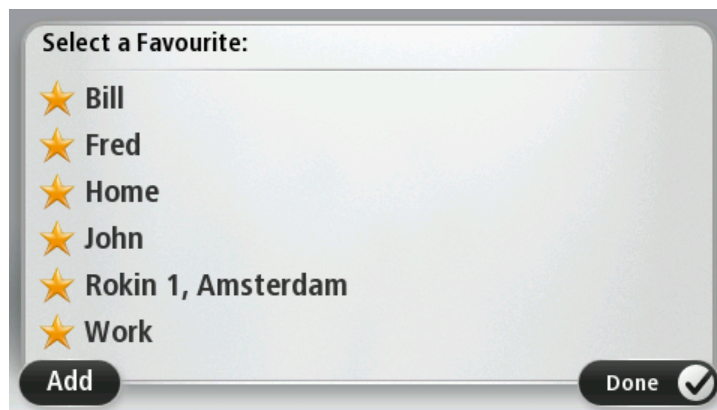 Select a Favourite:
Bill
Fred
Home
John
Rokin 1, Amsterdam
Work
Add
Done